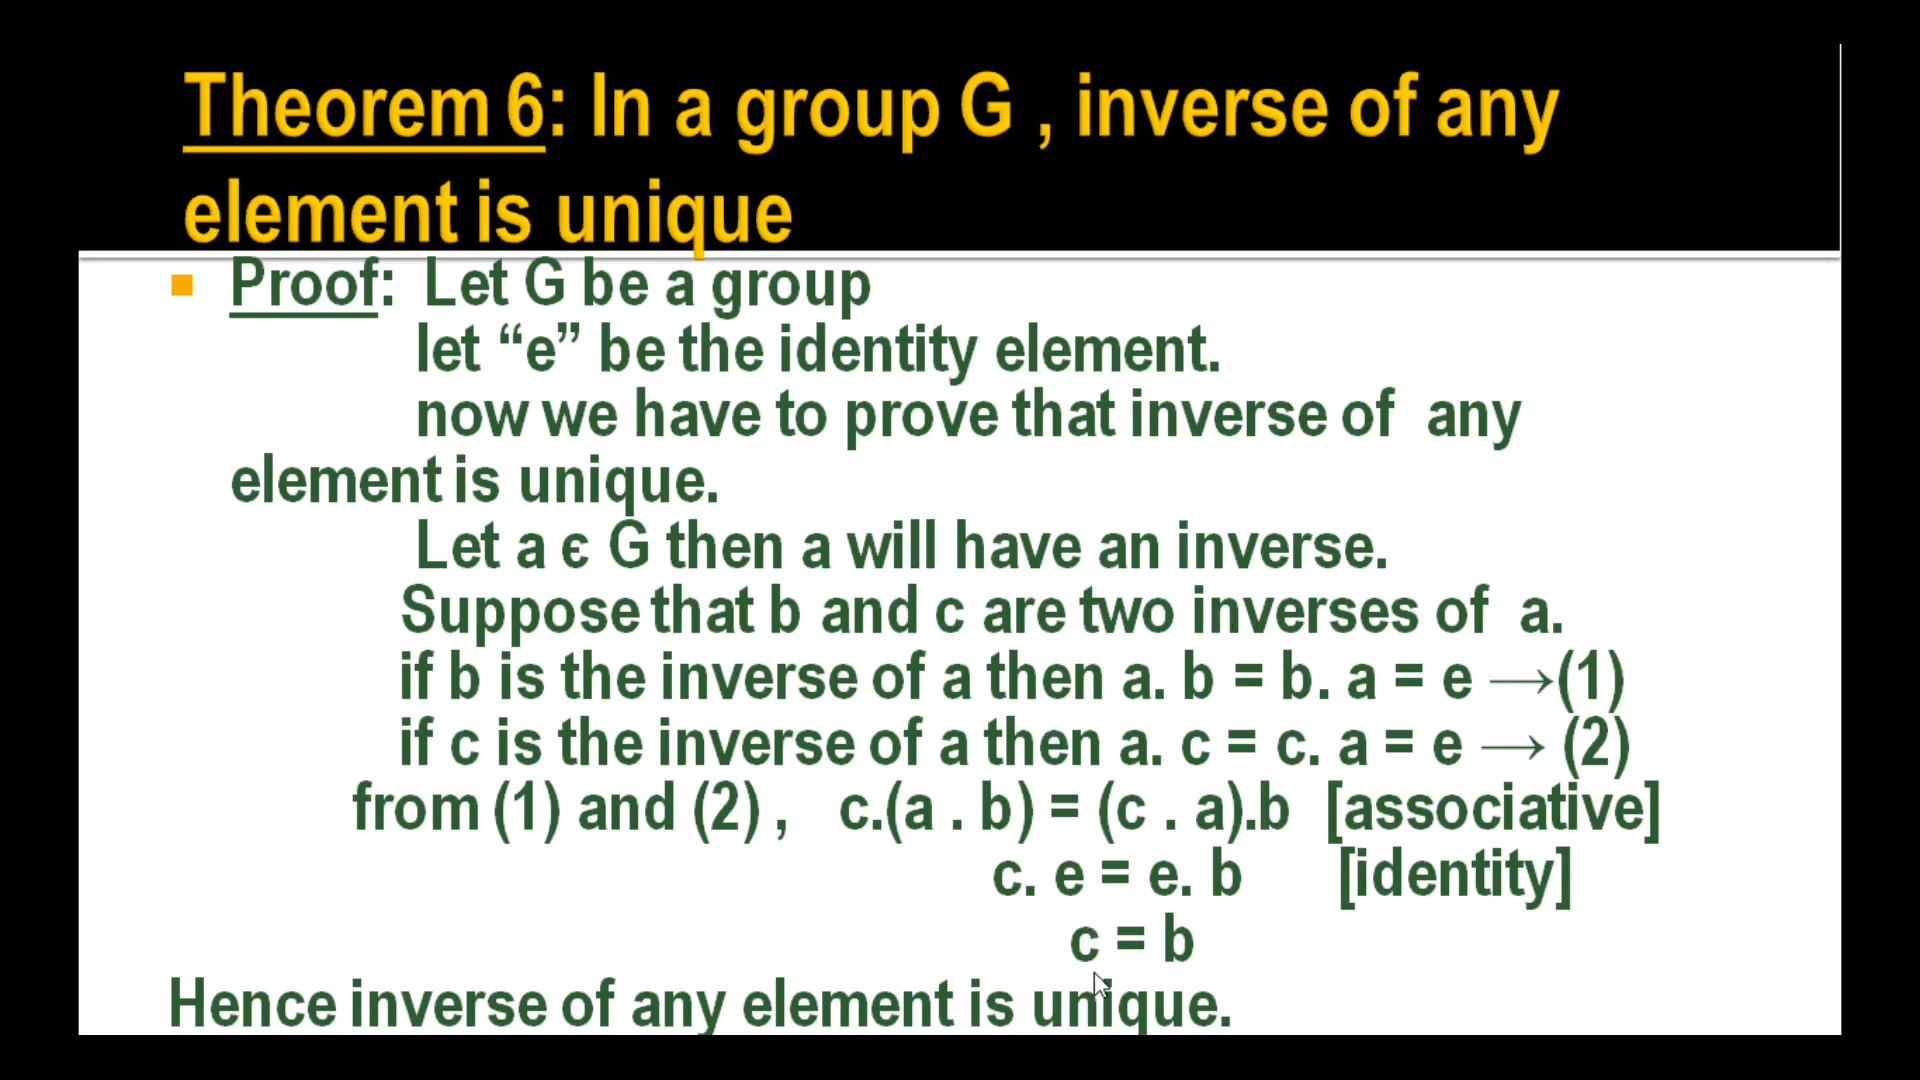 Theorem 6: In a group G , inverse of any
element is unique
Proof: Let G be a group
let “e” be the identity element.
now we have to prove that inverse of any
element is unique.
Let a є G then a will have an inverse.
Suppose that b and c are two inverses of a.
if b is the inverse of a then a. b = b. a = e →(1)
if c is the inverse of a then a. c = c. a = e → (2)
from (1) and (2) , c.(a . b) = (c . a).b [associative]
c. e = e. b [identity]
c = b
Hence inverse of any element is unique.